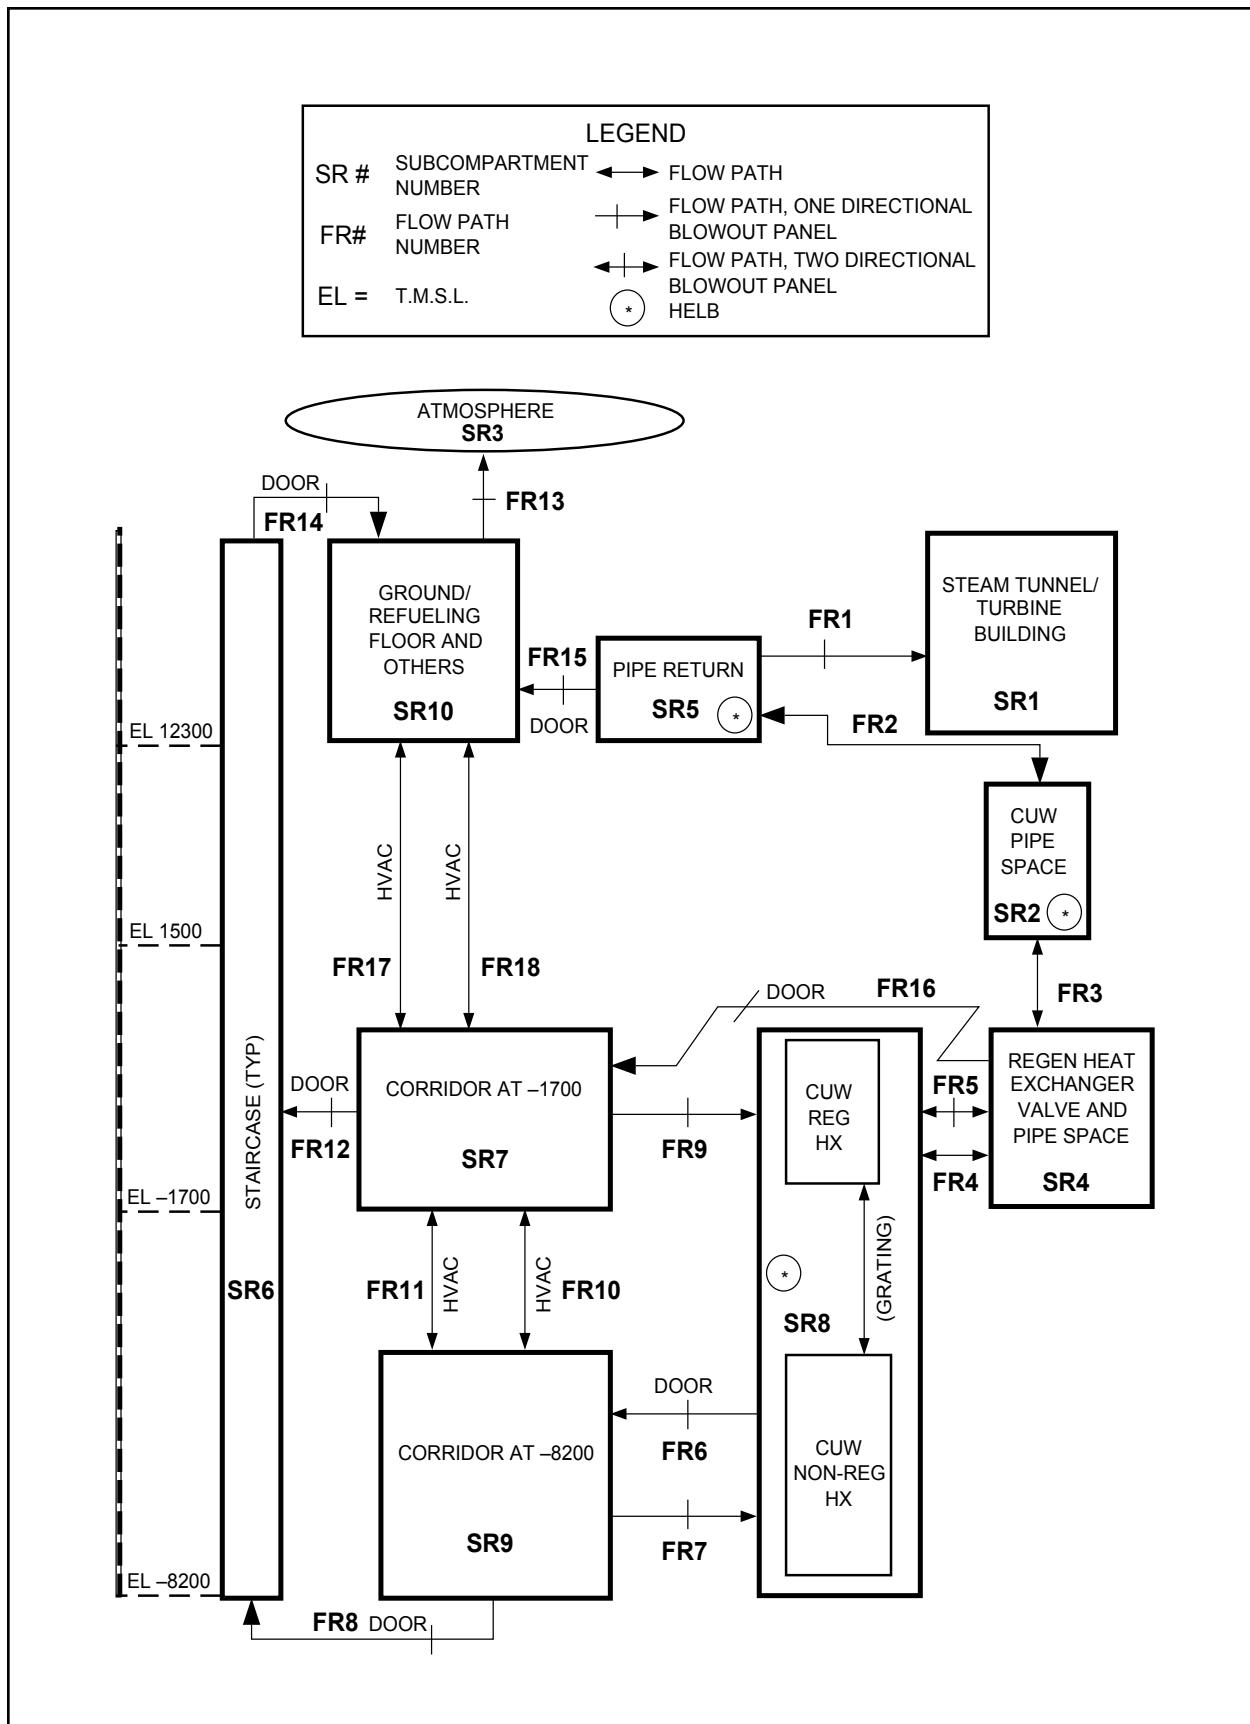 LEGEND
SR # SUBCOMPARTMENT NUMBER
FR# FLOW PATH NUMBER
EL = T.M.S.L.
FLOW PATH
FLOW PATH, ONE DIRECTIONAL
BLOWOUT PANEL
FLOW PATH, TWO DIRECTIONAL
BLOWOUT PANEL
* HELB
ATMOSPHERE
SR3
DOOR
FR14
FR13
GROUND/
REFUELING
FLOOR AND
OTHERS
SR10
FR15
DOOR
PIPE RETURN
SR5
*
FR1
STEAM TUNNEL/
TURBINE
BUILDING
SR1
FR2
EL 12300
CUW
PIPE
SPACE
SR2
*
HVAC
HVAC
EL 1500
FR17
FR18
FR3
DOOR
FR16
STAIRCASE (TYP)
SR6
DOOR
FR12
CORRIDOR AT –1700
SR7
FR9
CUW
REG
HX
FR5
FR4
REGEN HEAT
EXCHANGER
VALVE AND
PIPE SPACE
SR4
EL –1700
FR11
HVAC
HVAC
FR10
*
SR8
(GRATING)
CORRIDOR AT –8200
SR9
DOOR
FR6
FR7
CUW
NON-REG
HX
EL –8200
FR8 DOOR